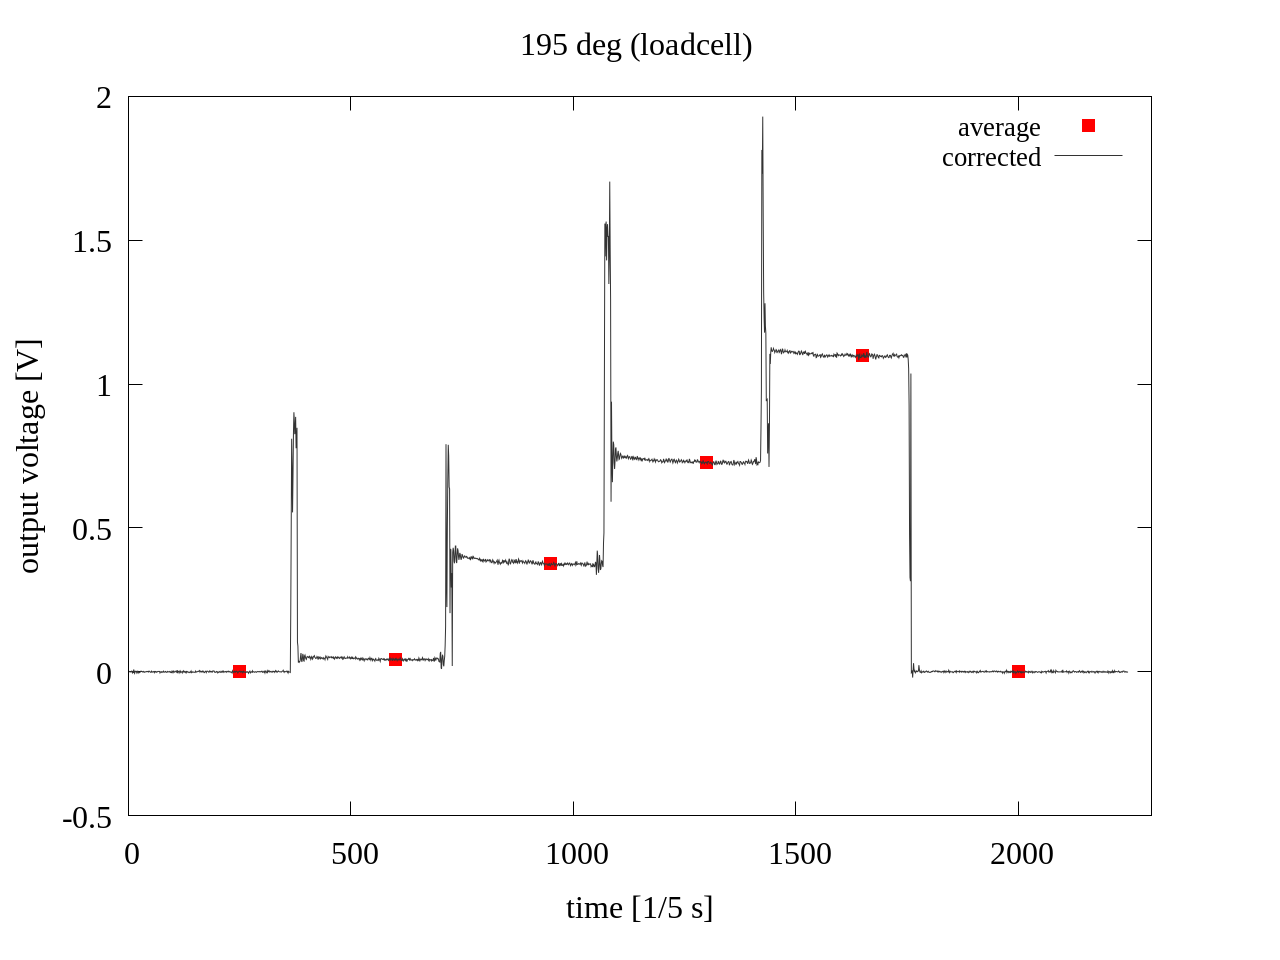 195 deg (loadcell)
average
corrected
2
1.5
1
0.5
0
-0.5
output voltage [V]
0 500 1000 1500 2000
time [1/5 s]